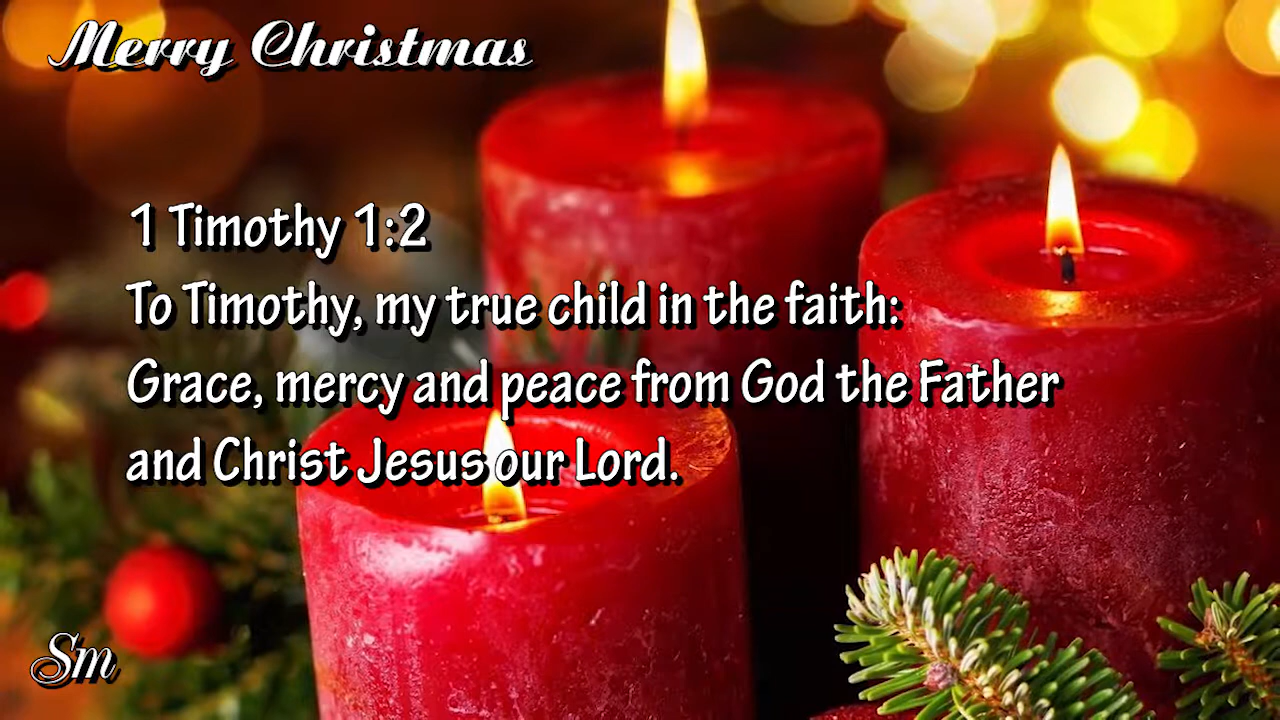 Merry Christmas
1 Timothy 1:2
To Timothy, my true child in the faith:
Grace, mercy and peace from God the Father
and Christ Jesus our Lord.
Sm